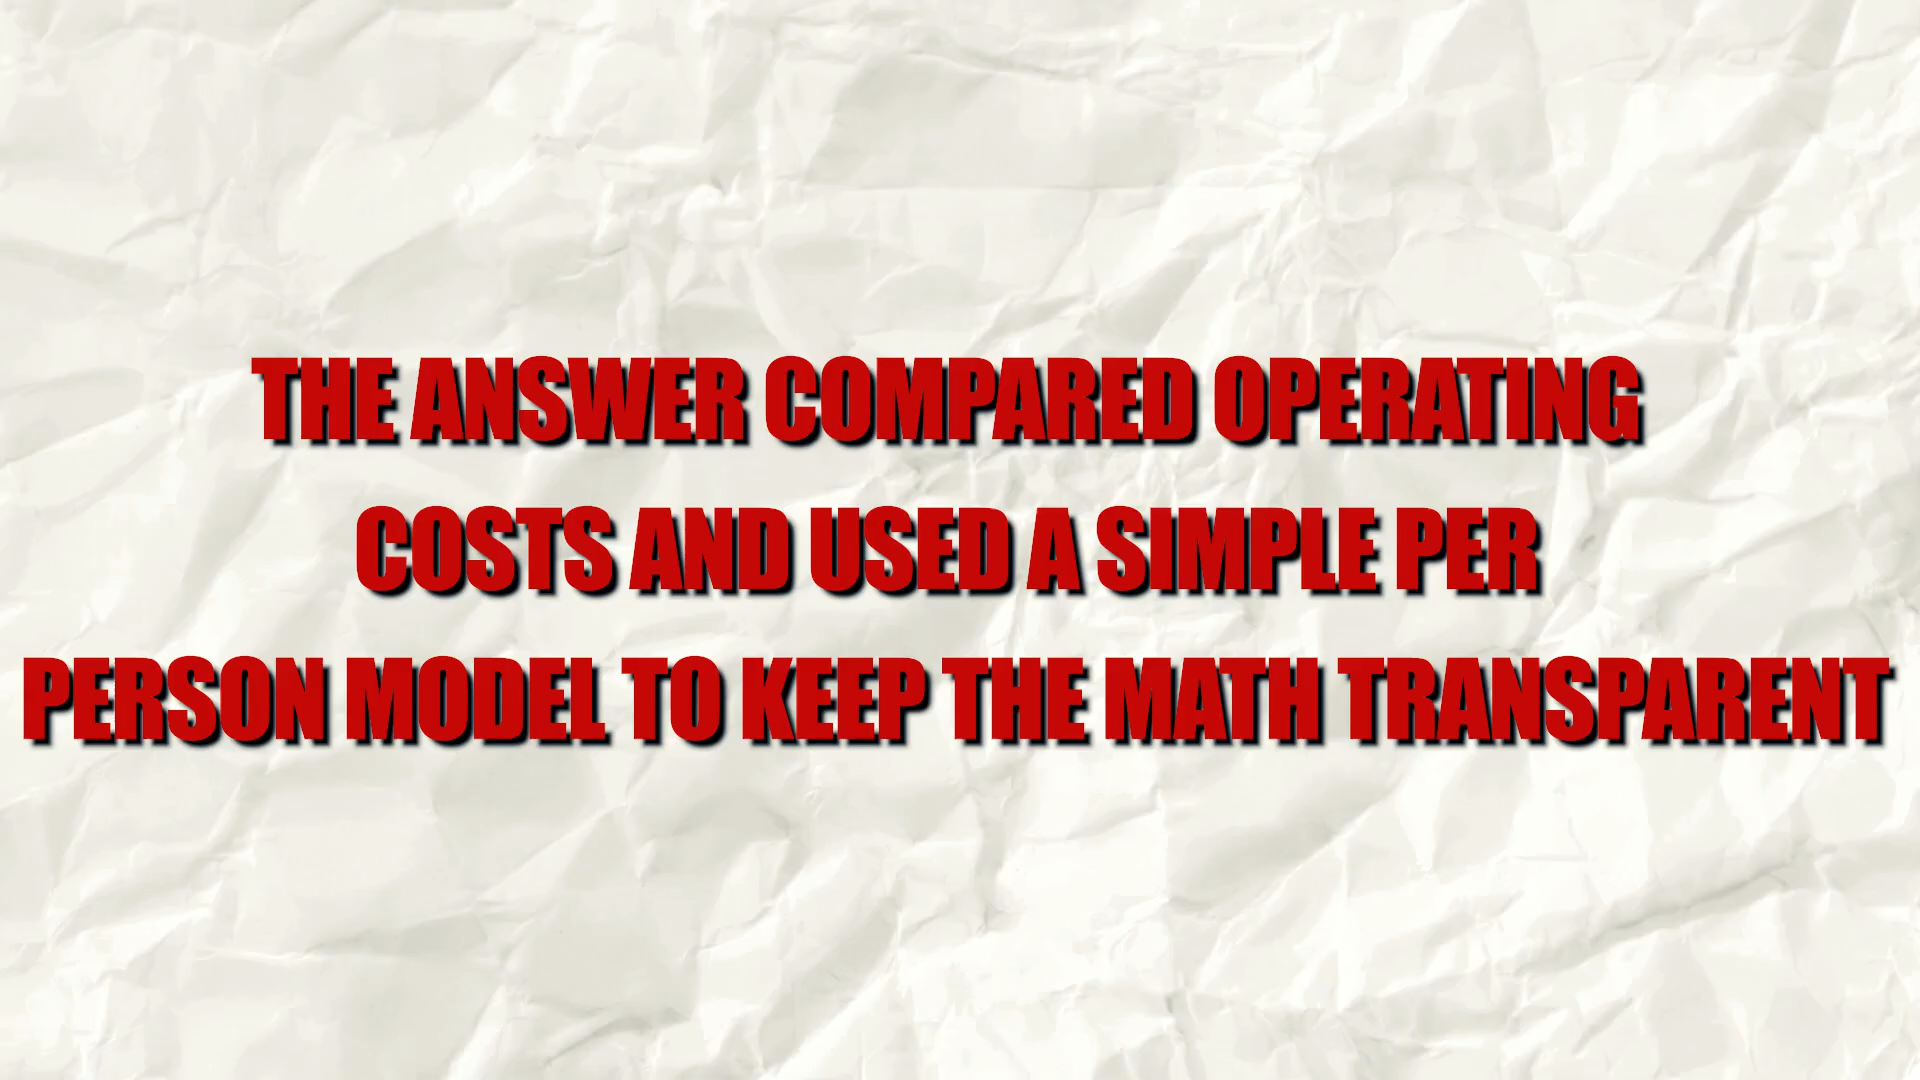 THE ANSWER COMPARED OPERATING
COSTS AND USED A SIMPLE PER
PERSON MODEL TO KEEP THE MATH TRANSPARENT